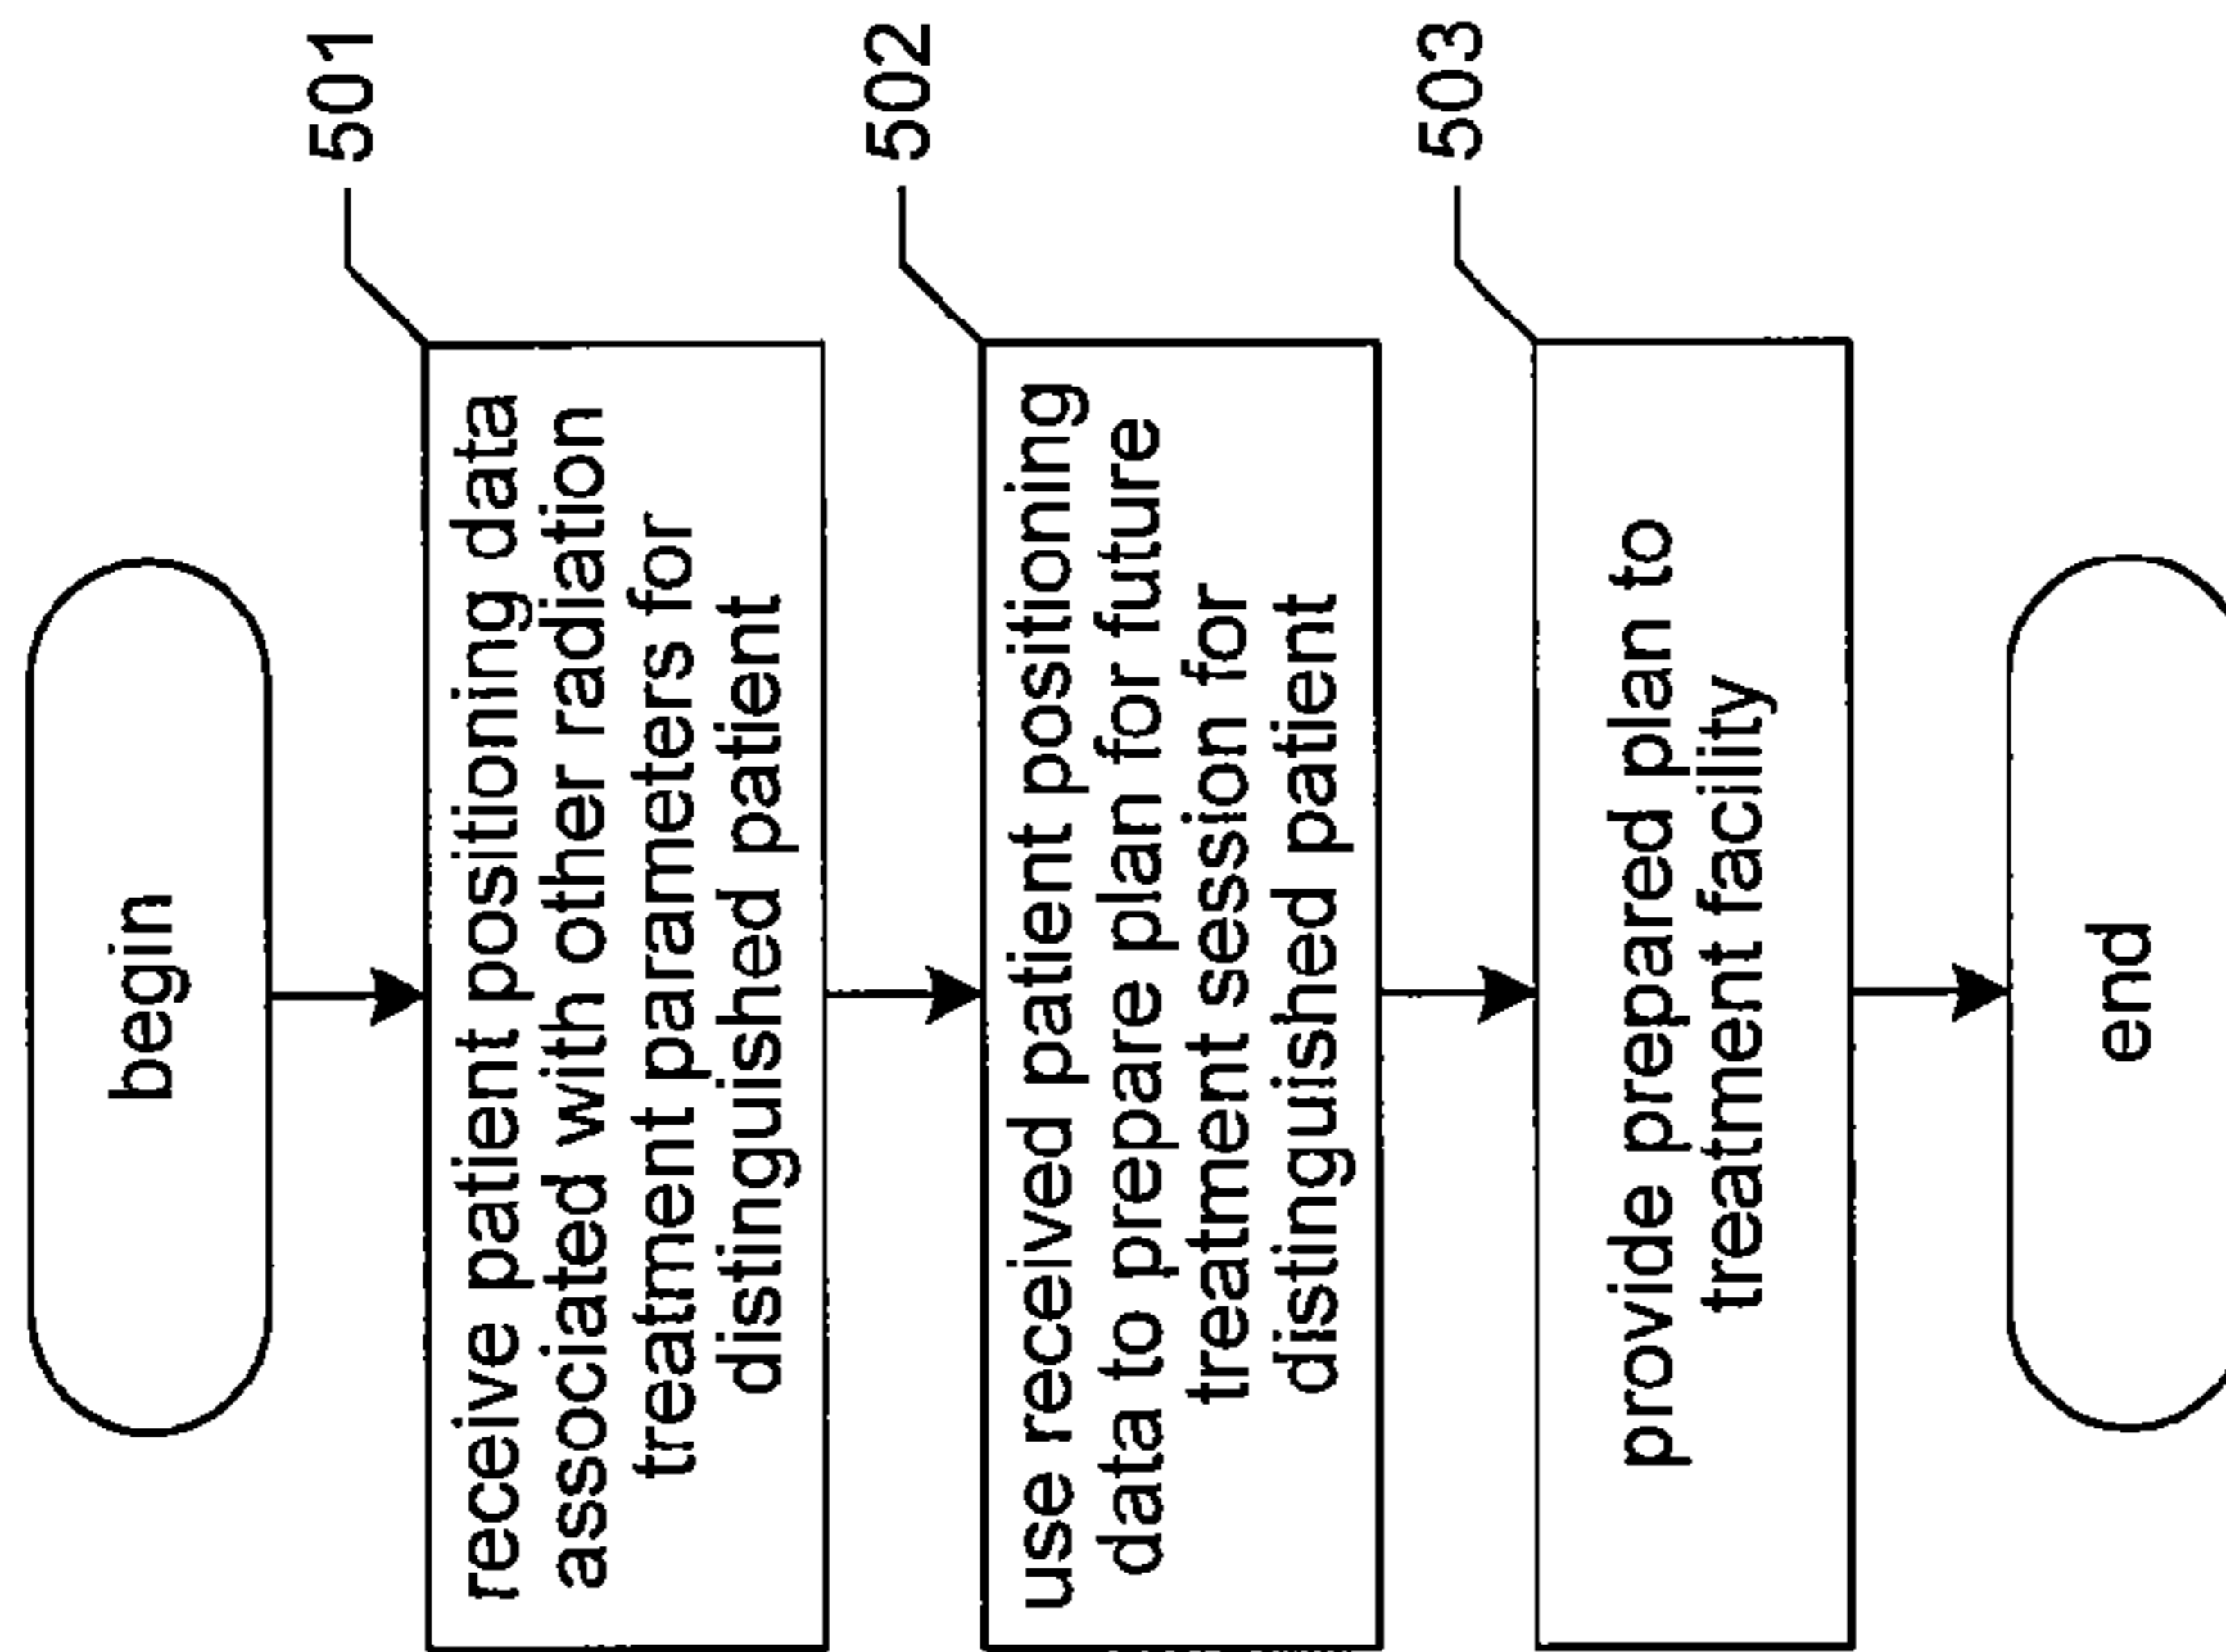 begin
501
receive patient positioning data
associated with other radiation
treatment parameters for
distinguished patient
502
use received patient positioning
data to prepare plan for future
treatment session for
distinguished patient
503
provide prepared plan to
treatment facility
end